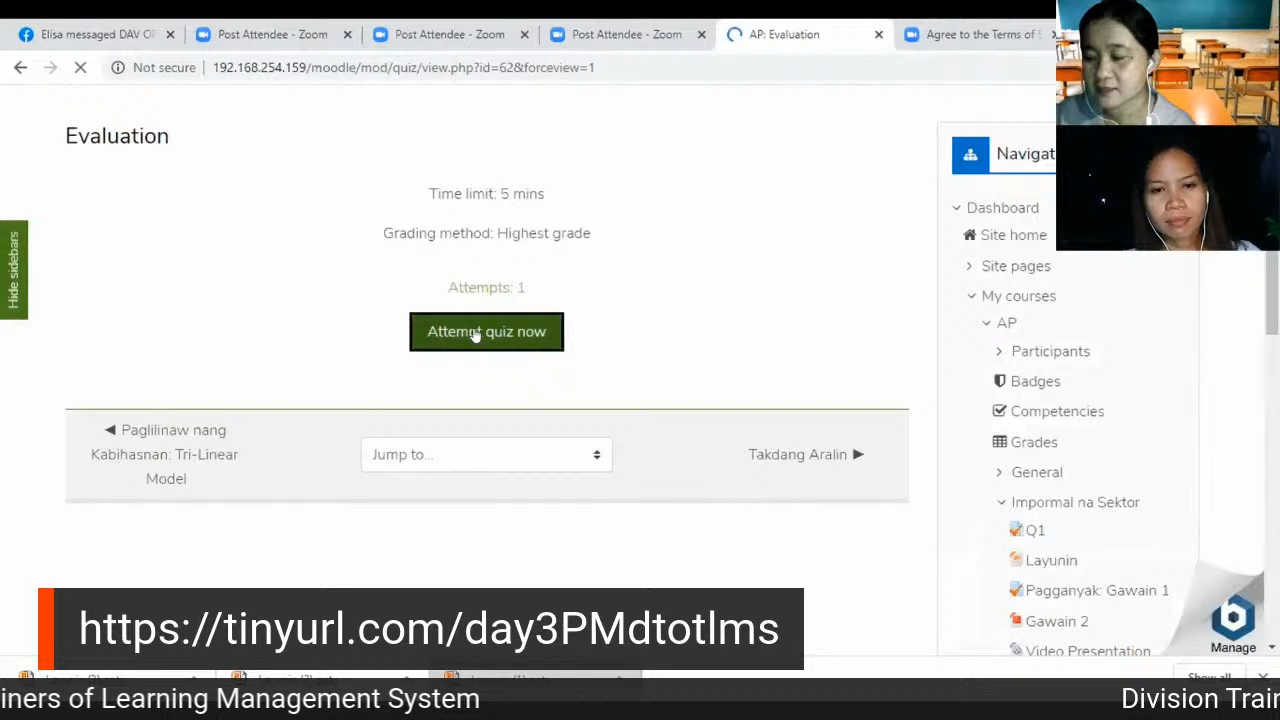 Elisa messaged DAV OF
Post Attendee - Zoom
Post Attendee - Zoom
Post Attendee - Zoom
AP: Evaluation
Agree to the Terms of
Not secure
192.168.254.159/moodle/mod/quiz/view.php?id=62&forceview=1
Hide sidebars
Evaluation
Time limit: 5 mins
Grading method: Highest grade
Attempts: 1
Attempt quiz now
◀ Paglilinaw nang
Kabihasnan: Tri-Linear
Model
Jump to...
Takdang Aralin ▶
Navigat
Dashboard
Site home
Site pages
My courses
AP
Participants
Badges
Competencies
Grades
General
Impormal na Sektor
Q1
Layunin
Pagganyak: Gawain 1
Gawain 2
Video Presentation
Manage
https://tinyurl.com/day3PMdtotlms
Show all
iners of Learning Management System
Division Train